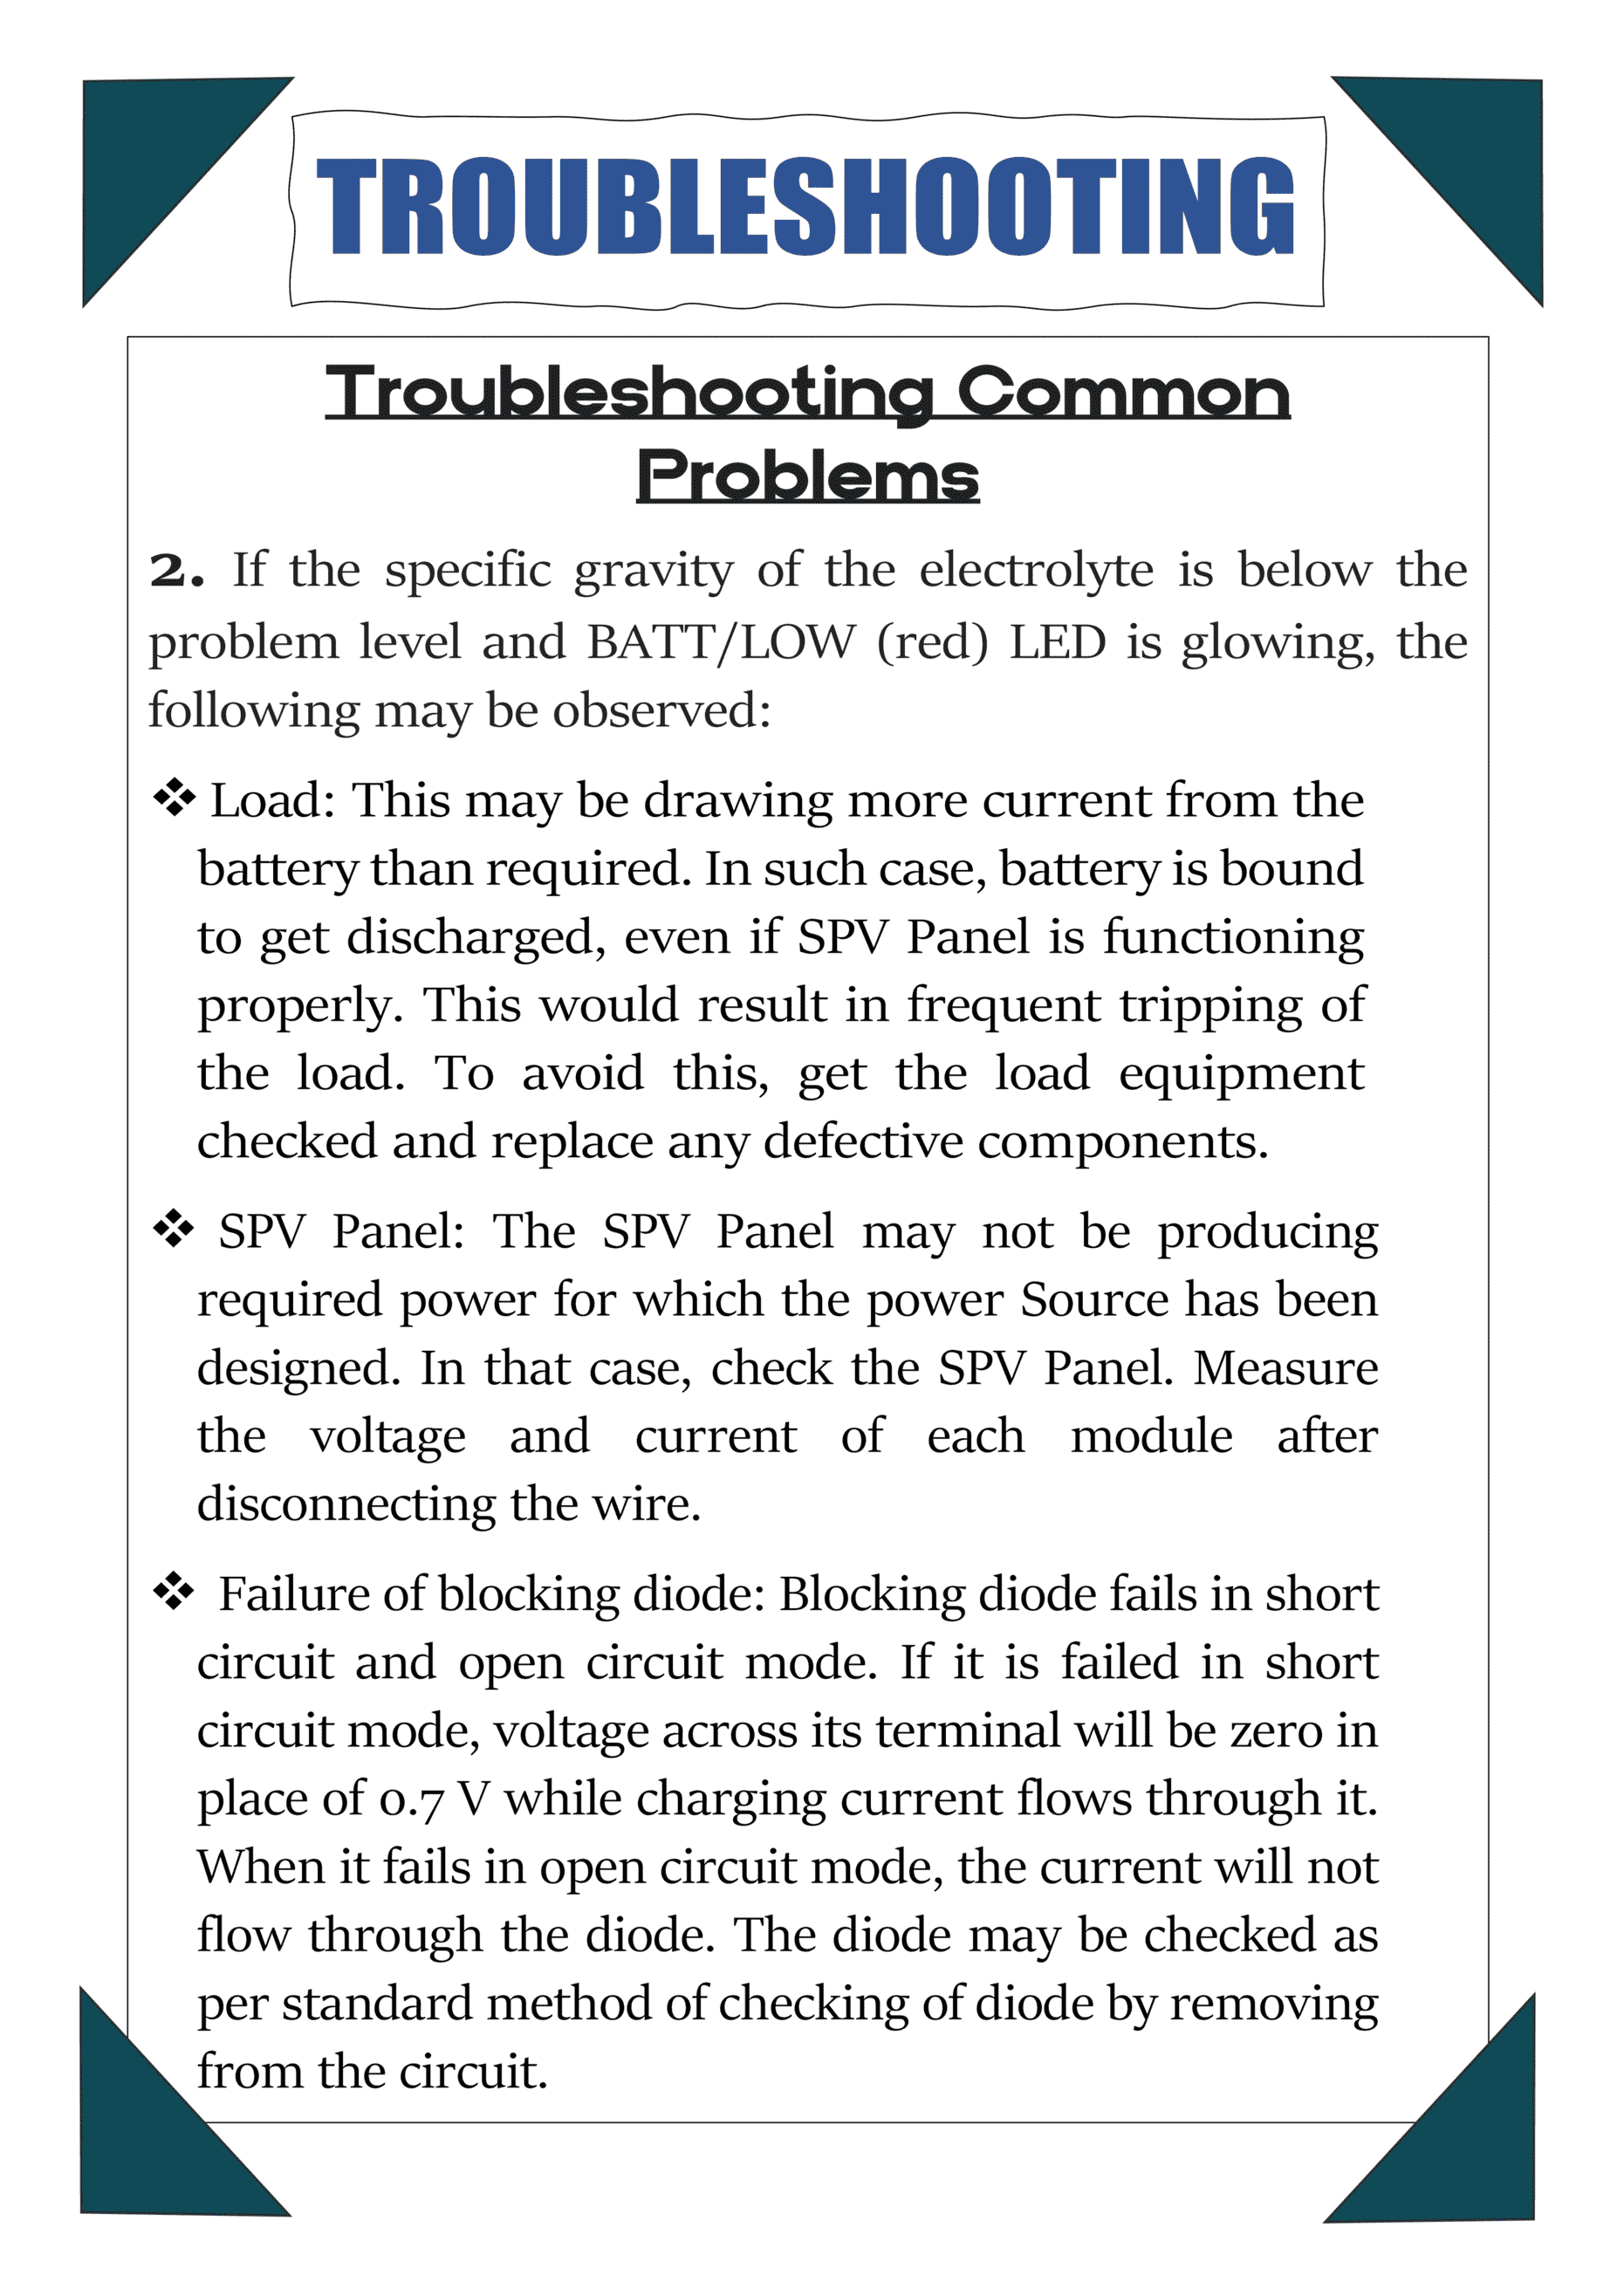 TROUBLESHOOTING
Troubleshooting Common
Problems
2. If the specific gravity of the electrolyte is below the
problem level and BATT/LOW (red) LED is glowing, the
following may be observed:
❖ Load: This may be drawing more current from the
battery than required. In such case, battery is bound
to get discharged, even if SPV Panel is functioning
properly. This would result in frequent tripping of
the load. To avoid this, get the load equipment
checked and replace any defective components.
❖ SPV Panel: The SPV Panel may not be producing
required power for which the power Source has been
designed. In that case, check the SPV Panel. Measure
the voltage and current of each module after
disconnecting the wire.
❖ Failure of blocking diode: Blocking diode fails in short
circuit and open circuit mode. If it is failed in short
circuit mode, voltage across its terminal will be zero in
place of 0.7 V while charging current flows through it.
When it fails in open circuit mode, the current will not
flow through the diode. The diode may be checked as
per standard method of checking of diode by removing
from the circuit.